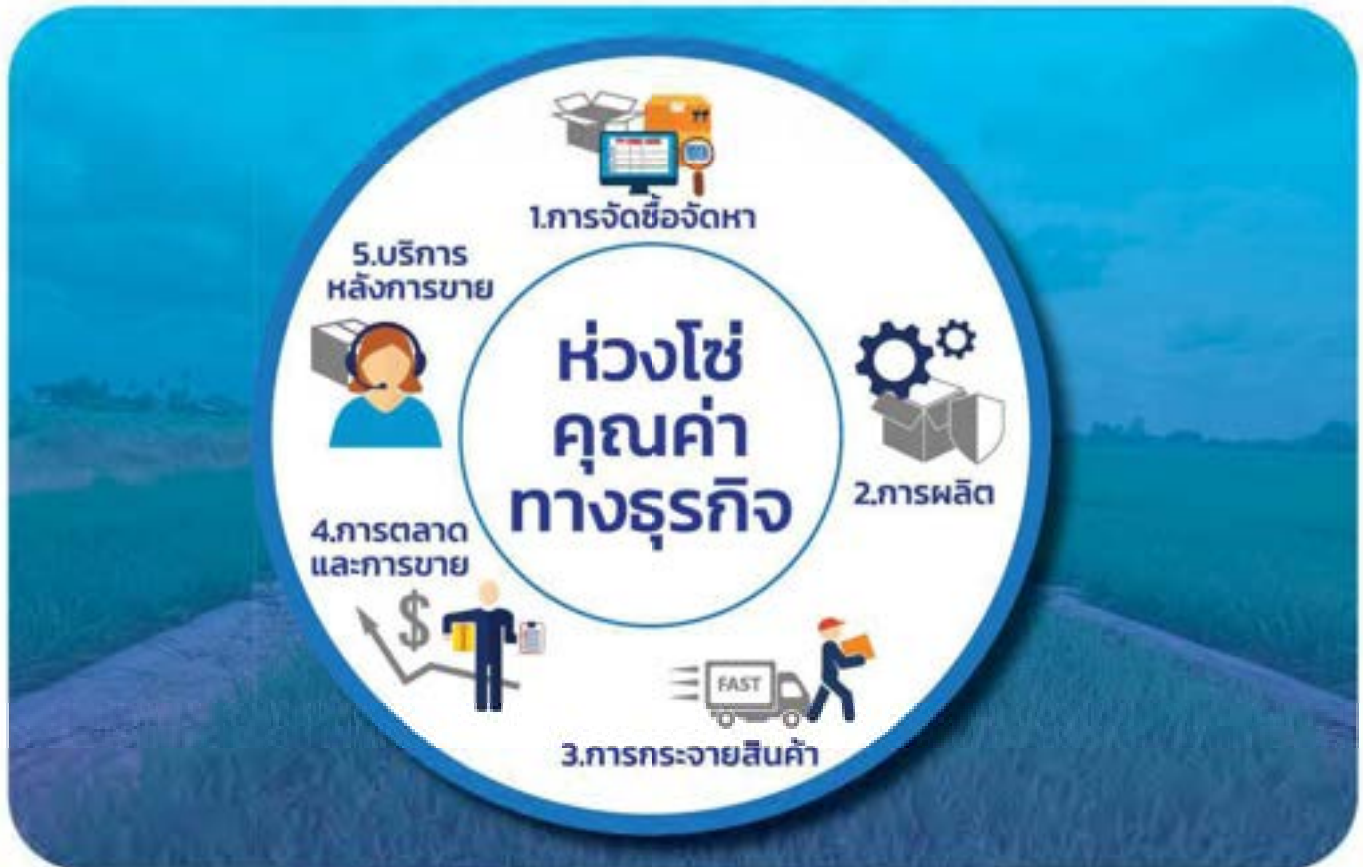 1.การจัดซื้อจัดหา
5.บริการ
หลังการขาย
ห่วงโซ่
คุณค่า
ทางธุรกิจ
2.การผลิต
4.การตลาด
และการขาย
FAST
3.การกระจายสินค้า